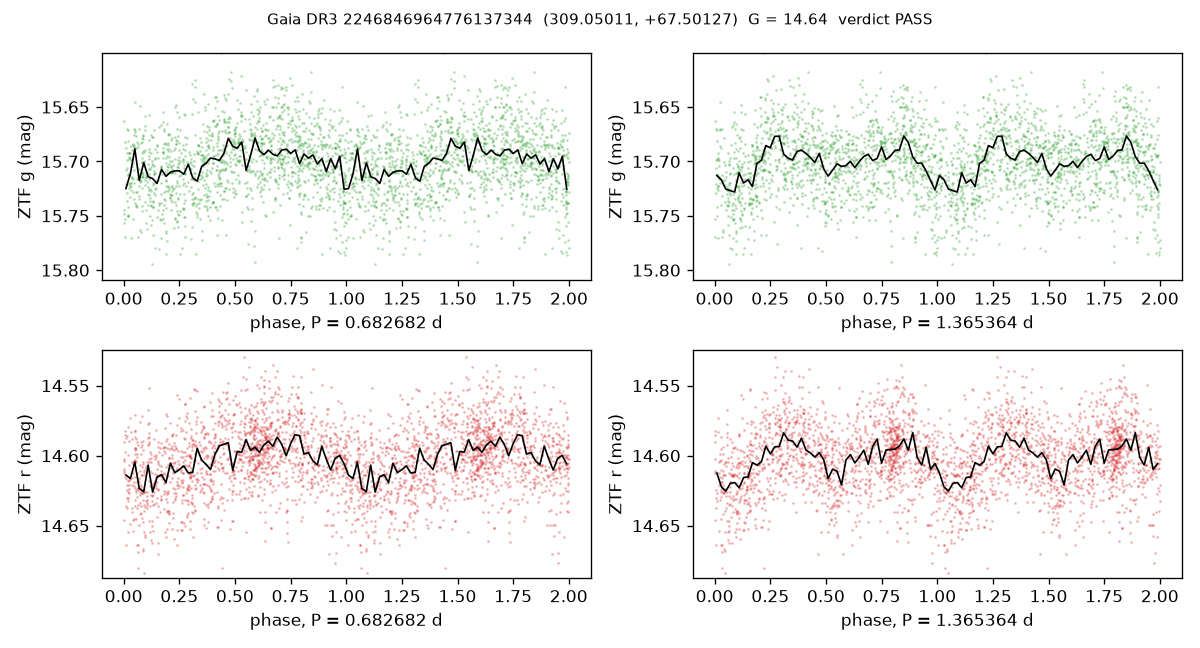 Gaia DR3 2246846964776137344 (309.05011, +67.50127) G = 14.64 verdict PASS
ZTF g (mag)
15.65
15.70
15.75
15.80
0.00 0.25 0.50 0.75 1.00 1.25 1.50 1.75 2.00
phase, P = 0.682682 d
ZTF g (mag)
15.65
15.70
15.75
15.80
0.00 0.25 0.50 0.75 1.00 1.25 1.50 1.75 2.00
phase, P = 1.365364 d
ZTF r (mag)
14.55
14.60
14.65
0.00 0.25 0.50 0.75 1.00 1.25 1.50 1.75 2.00
phase, P = 0.682682 d
ZTF r (mag)
14.55
14.60
14.65
0.00 0.25 0.50 0.75 1.00 1.25 1.50 1.75 2.00
phase, P = 1.365364 d